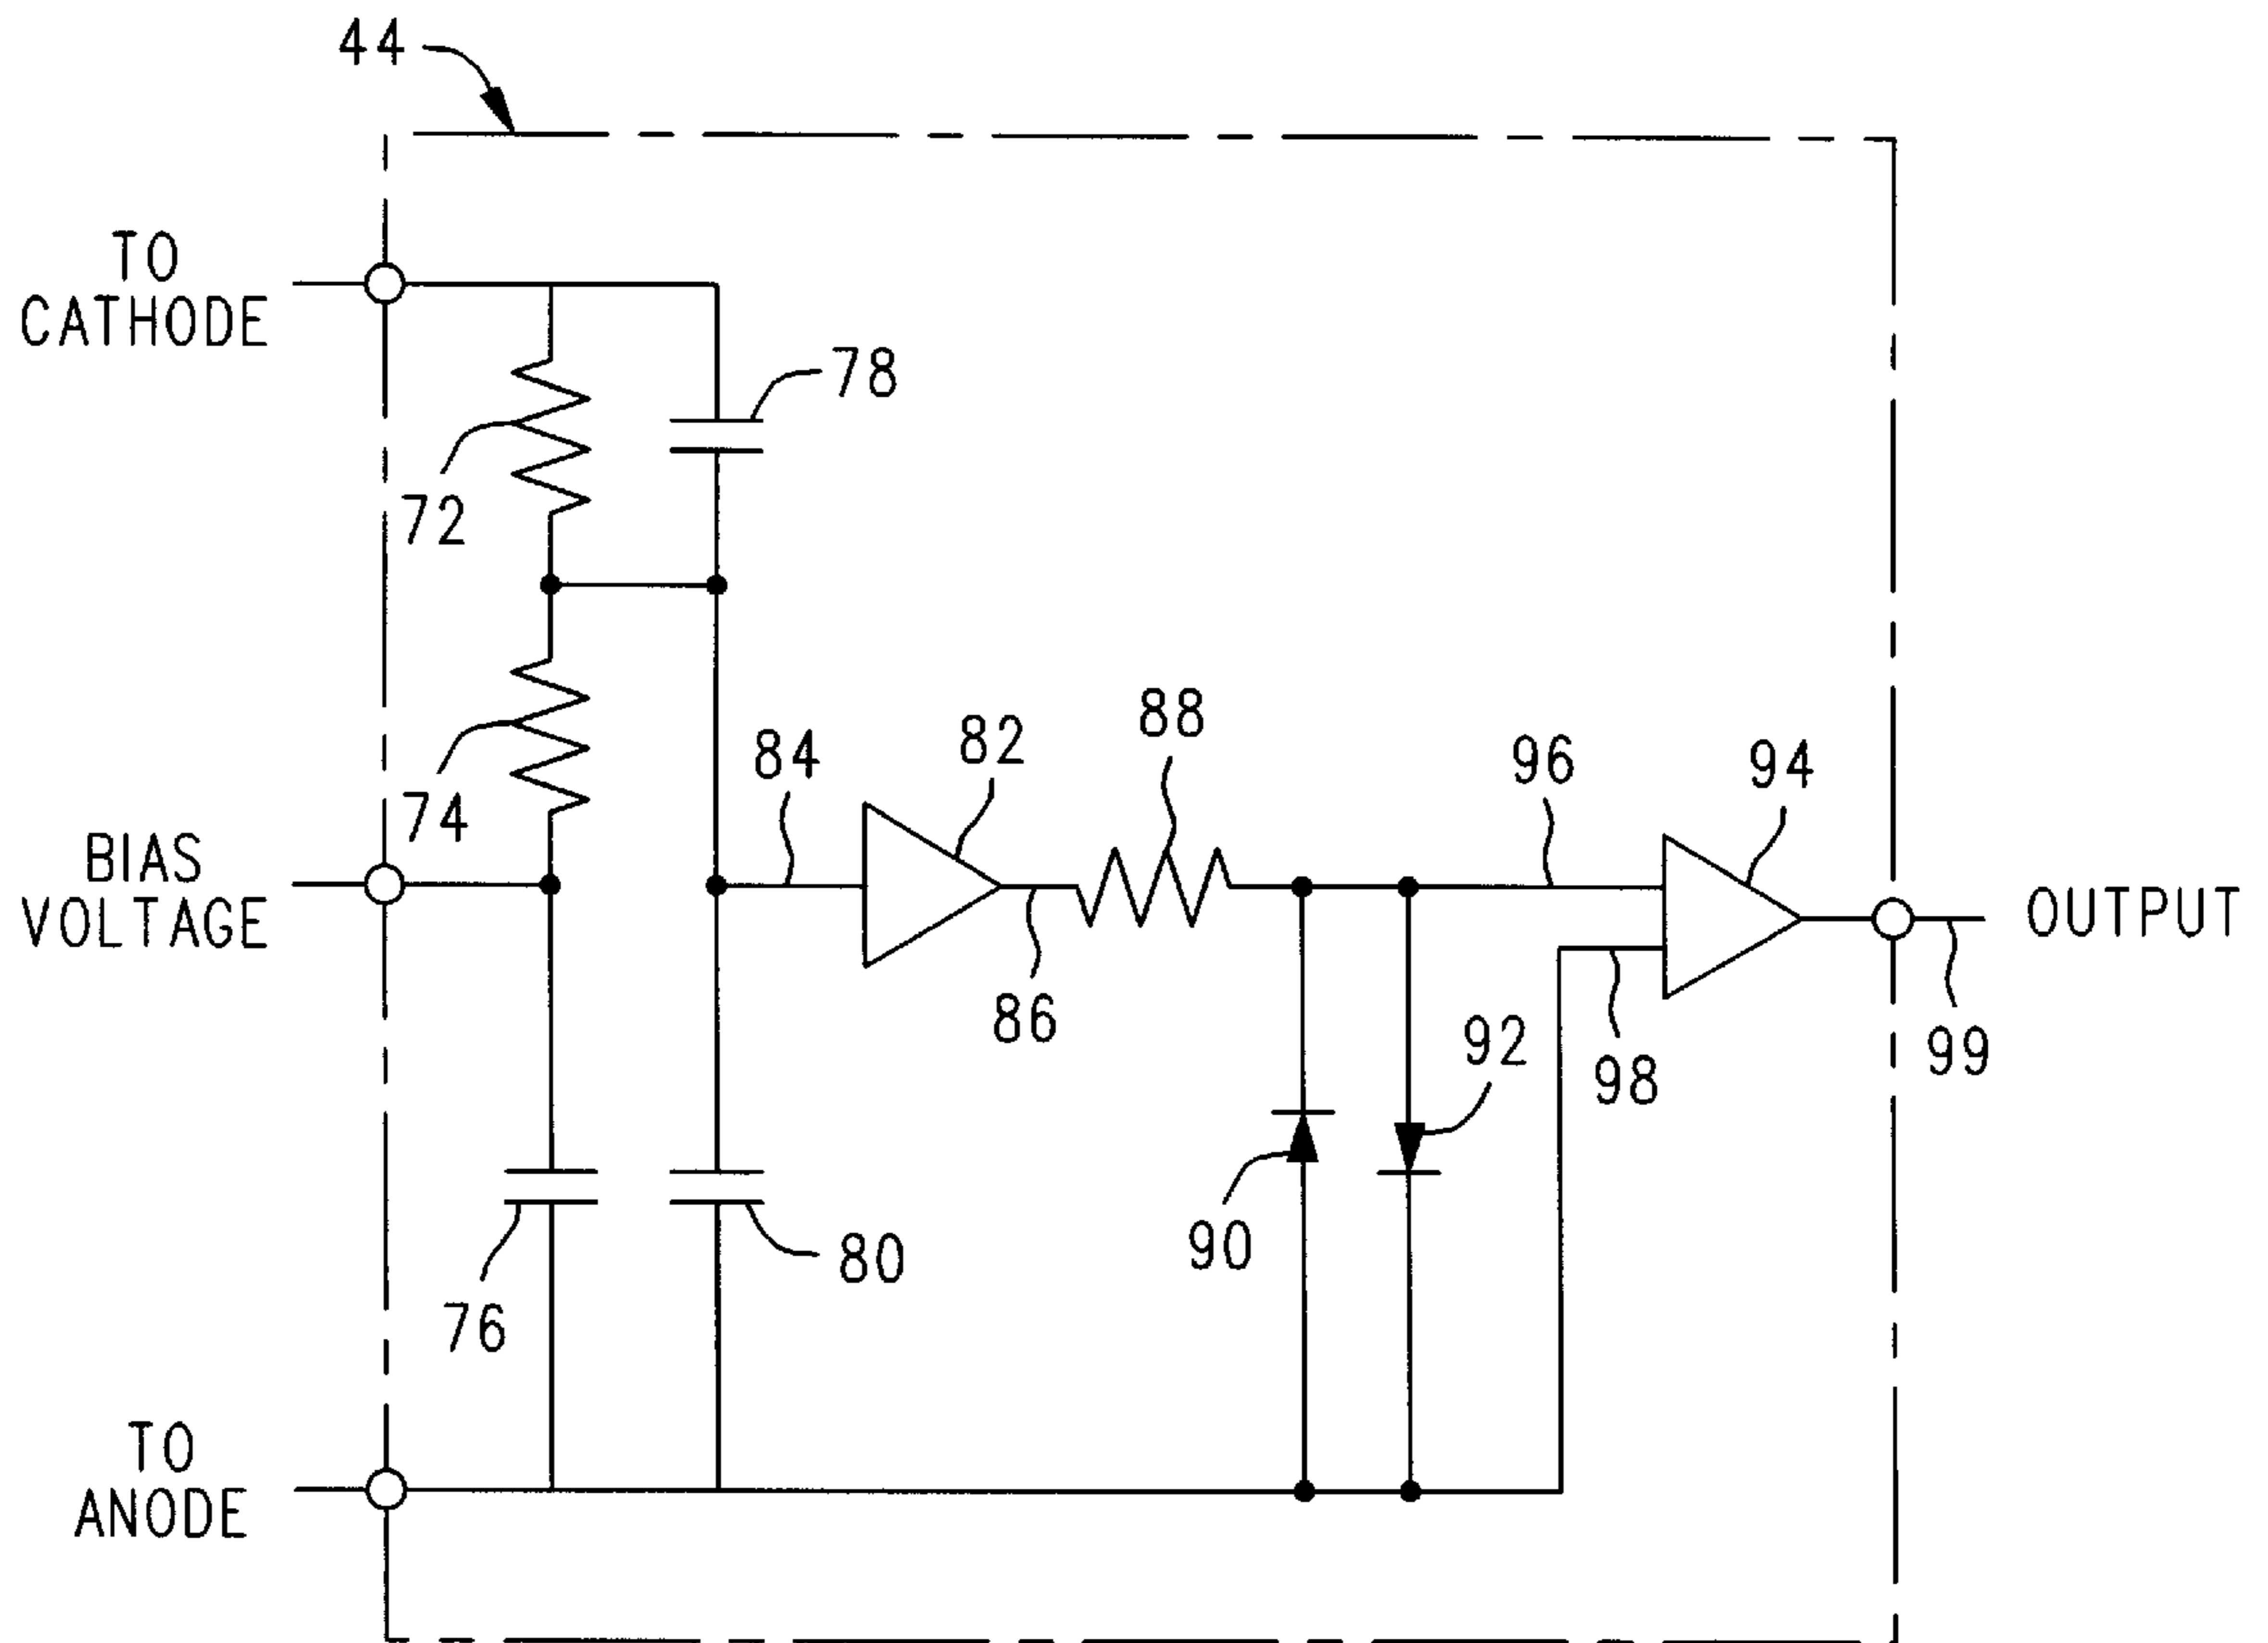 44
TO
CATHODE
78
72
74
84
82
88
96
94
BIAS
VOLTAGE
OUTPUT
86
92
98
99
90
80
76
TO
ANODE